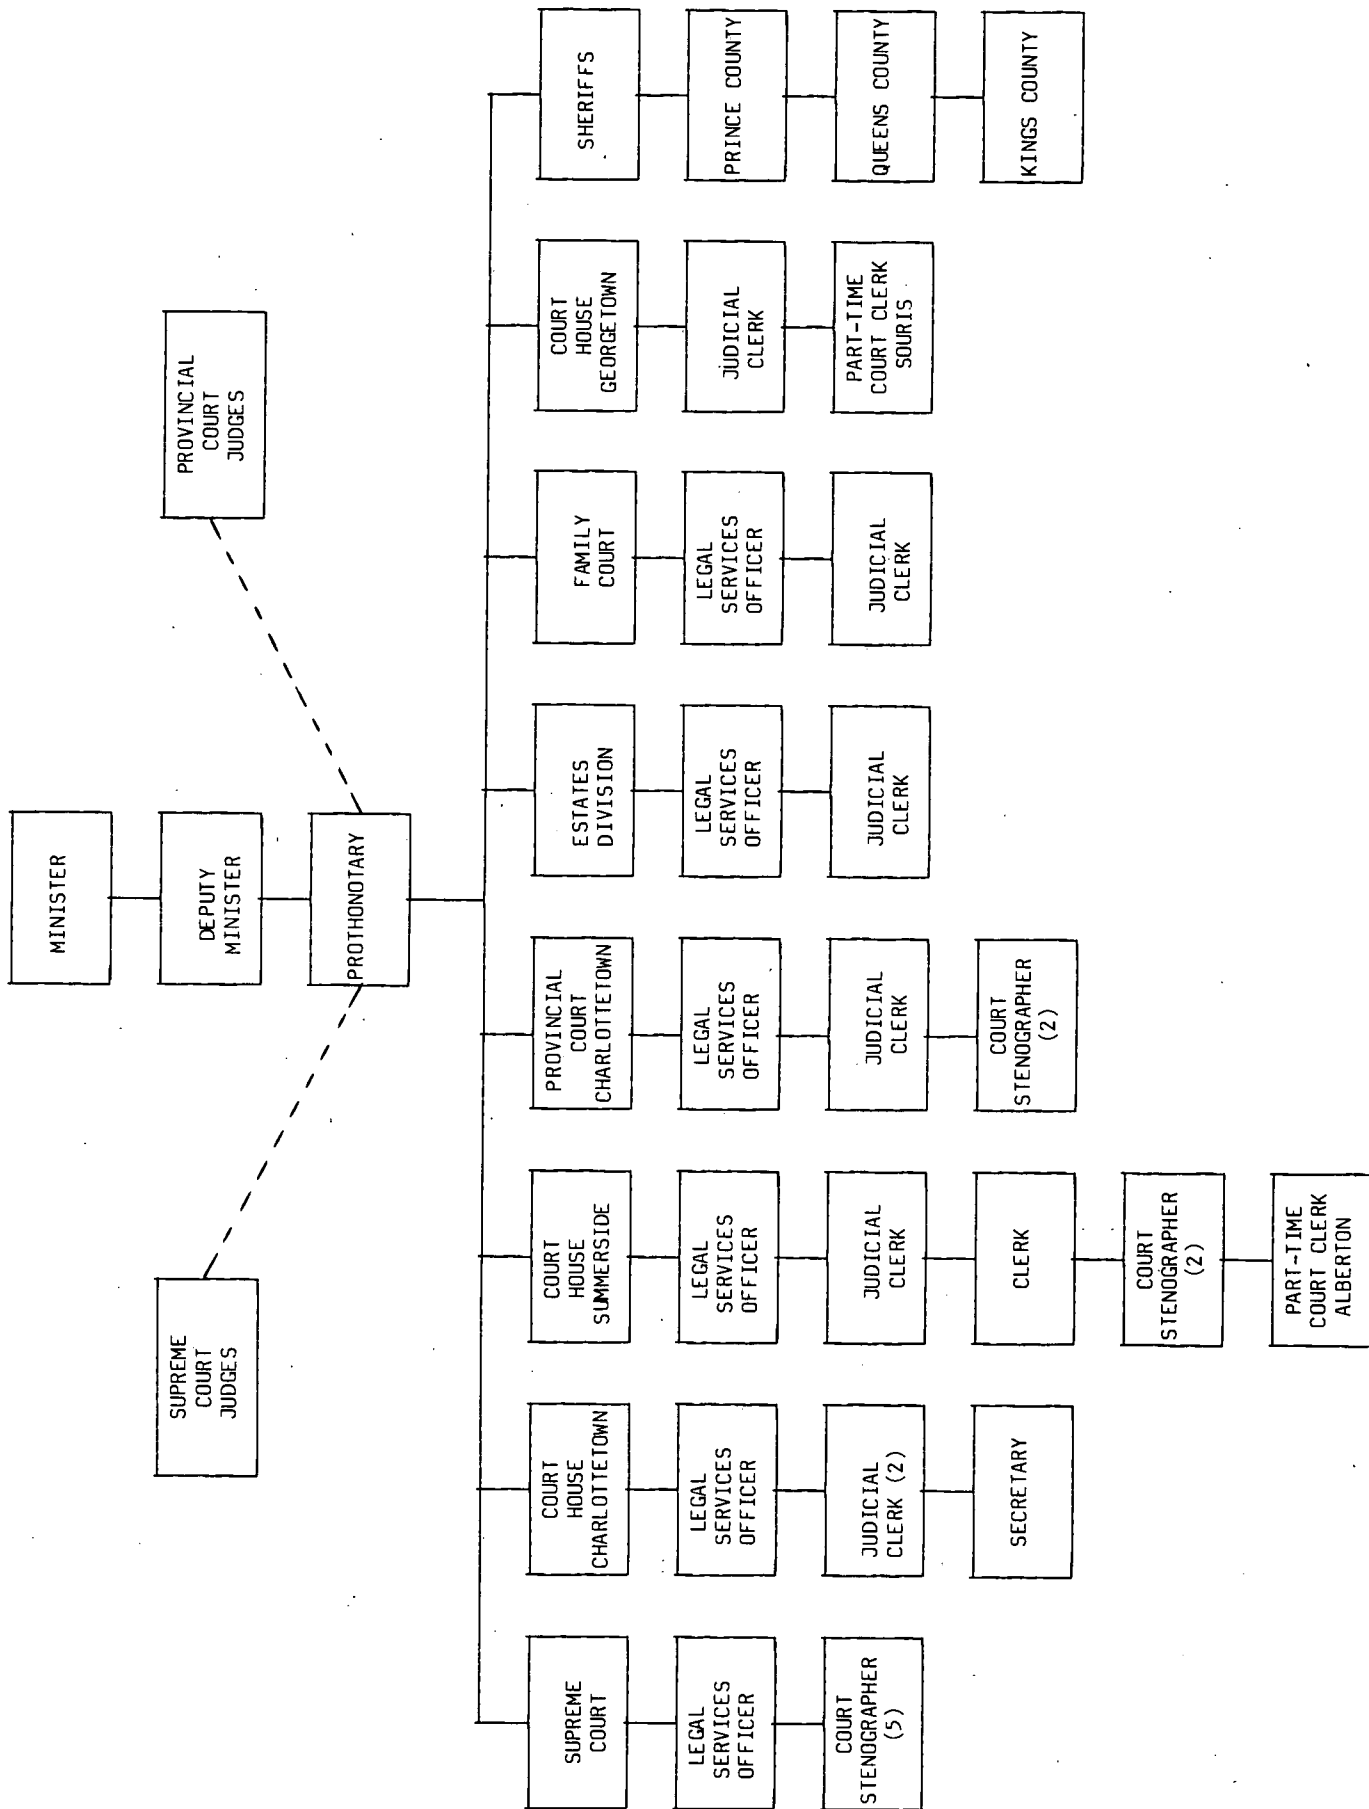 MINISTER
DEPUTY
MINISTER
PROTHONOTARY
SUPREME
COURT
JUDGES
PROVINCIAL
COURT
JUDGES
SUPREME
COURT
LEGAL
SERVICES
OFFICER
COURT
STENOGRAPHER
(5)
COURT
HOUSE
CHARLOTTETOWN
LEGAL
SERVICES
OFFICER
JUDICIAL
CLERK (2)
SECRETARY
COURT
HOUSE
SUMMERSIDE
LEGAL
SERVICES
OFFICER
JUDICIAL
CLERK
CLERK
COURT
STENOGRAPHER
(2)
PART-TIME
COURT CLERK
ALBERTON
PROVINCIAL
COURT
CHARLOTTETOWN
LEGAL
SERVICES
OFFICER
JUDICIAL
CLERK
COURT
STENOGRAPHER
(2)
ESTATES
DIVISION
LEGAL
SERVICES
OFFICER
JUDICIAL
CLERK
FAMILY
COURT
LEGAL
SERVICES
OFFICER
JUDICIAL
CLERK
COURT
HOUSE
GEORGETOWN
JUDICIAL
CLERK
PART-TIME
COURT CLERK
SOURIS
SHERIFFS
PRINCE COUNTY
QUEENS COUNTY
KINGS COUNTY